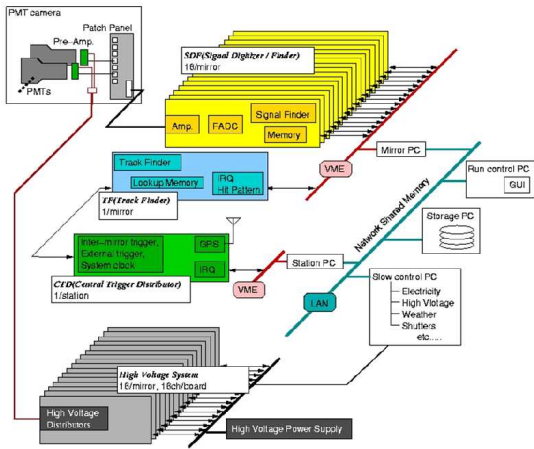 PMT camera
Patch Panel
Pre-Amp.
PMTs
SDF(Signal Digitizer / Finder)
16/mirror
Signal Finder
Amp.
FADC
Memory
Track Finder
Lookup Memory
IRQ
Hit Pattern
TF(Track Finder)
1/mirror
VME
Mirror PC
Run control PC
GUI
Network Shared Memory
Storage PC
Inter-mirror trigger,
External trigger,
System clock
GPS
IRQ
CTD(Central Trigger Distributor)
1/station
VME
Station PC
LAN
Slow control PC
Electricity
High Vlotage
Weather
Shutters
etc.....
High Voltage System
16/mirror, 16ch/board
High Voltage
Distributors
High Voltage Power Supply